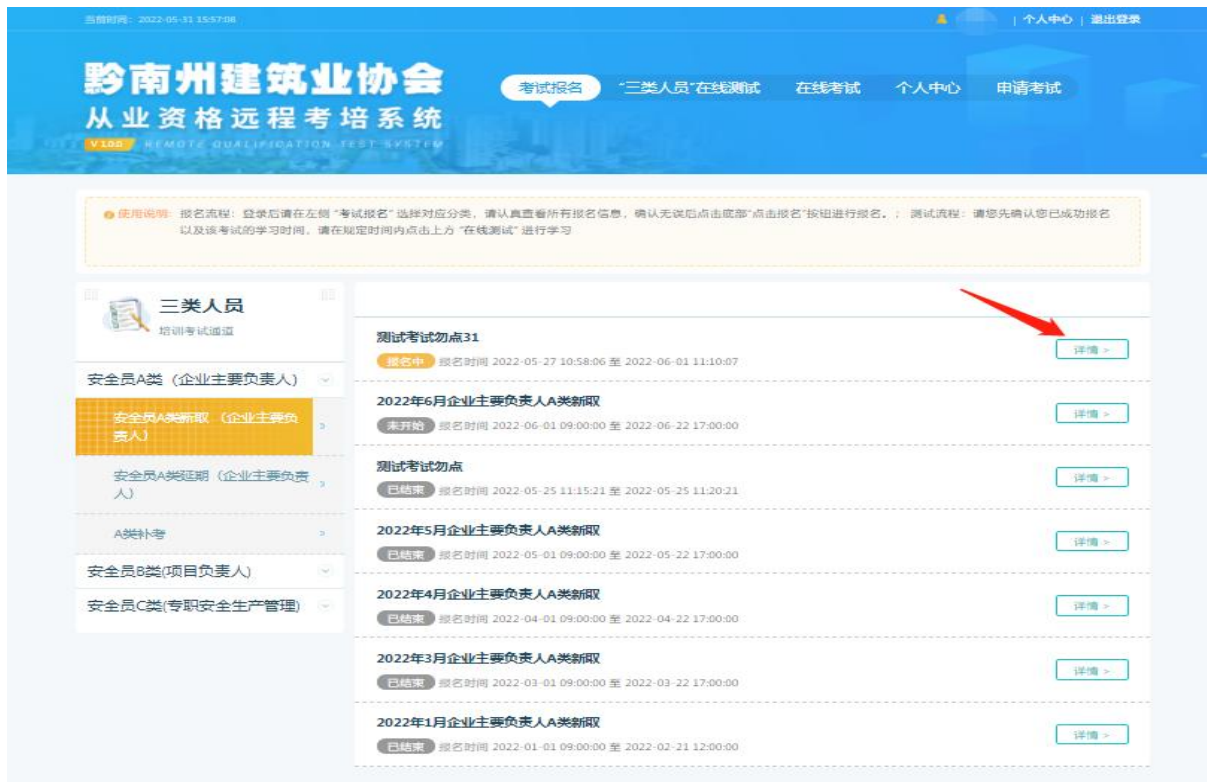 当前时间：2022-05-31 15:57:08
| 个人中心 | 退出登录
黔南州建筑业协会
从业资格远程考培系统
V1.0.0 REMOTE QUALIFICATION TEST SYSTEM
考试报名 “三类人员”在线测试 在线考试 个人中心 申请考试
使用说明: 报名流程：登录后请在左侧 “考试报名” 选择对应分类，请认真查看所有报名信息，确认无误后点击底部“点击报名”按钮进行报名。； 测试流程：请您先确认您已成功报名
以及该考试的学习时间，请在规定时间内点击上方 “在线测试” 进行学习
三类人员
培训考试通道
安全员A类（企业主要负责人）
安全员A类新取（企业主要负
责人）
安全员A类延期（企业主要负责
人）
A类补考
安全员B类(项目负责人)
安全员C类(专职安全生产管理)
测试考试勿点31
报名中 报名时间 2022-05-27 10:58:06 至 2022-06-01 11:10:07
详情 >
2022年6月企业主要负责人A类新取
未开始 报名时间 2022-06-01 09:00:00 至 2022-06-22 17:00:00
详情 >
测试考试勿点
已结束 报名时间 2022-05-25 11:15:21 至 2022-05-25 11:20:21
详情 >
2022年5月企业主要负责人A类新取
已结束 报名时间 2022-05-01 09:00:00 至 2022-05-22 17:00:00
详情 >
2022年4月企业主要负责人A类新取
已结束 报名时间 2022-04-01 09:00:00 至 2022-04-22 17:00:00
详情 >
2022年3月企业主要负责人A类新取
已结束 报名时间 2022-03-01 09:00:00 至 2022-03-22 17:00:00
详情 >
2022年1月企业主要负责人A类新取
已结束 报名时间 2022-01-01 09:00:00 至 2022-02-21 12:00:00
详情 >